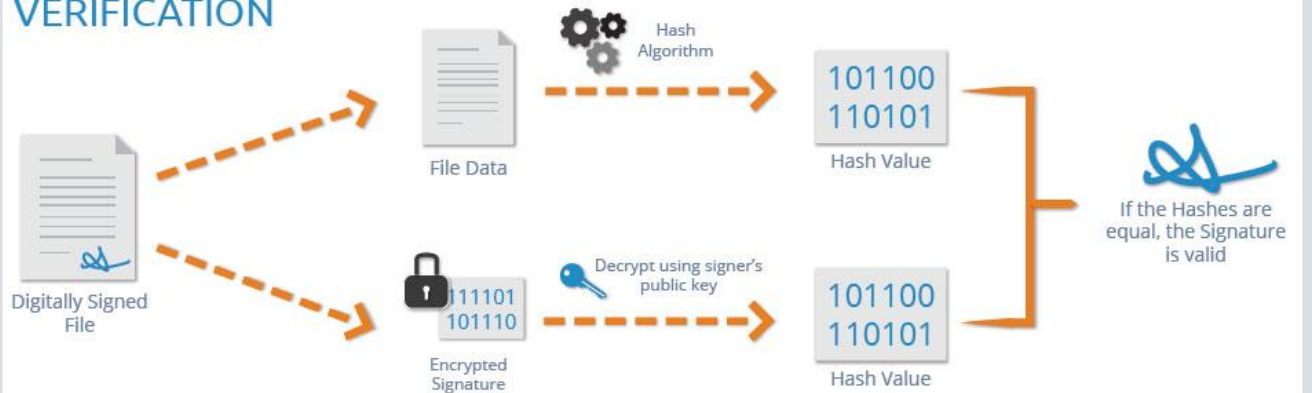 VERIFICATION
Hash
Algorithm
101100
110101
File Data
Hash Value
If the Hashes are
equal, the Signature
is valid
Digitally Signed
File
111101
101110
Decrypt using signer's
public key
101100
110101
Encrypted
Signature
Hash Value